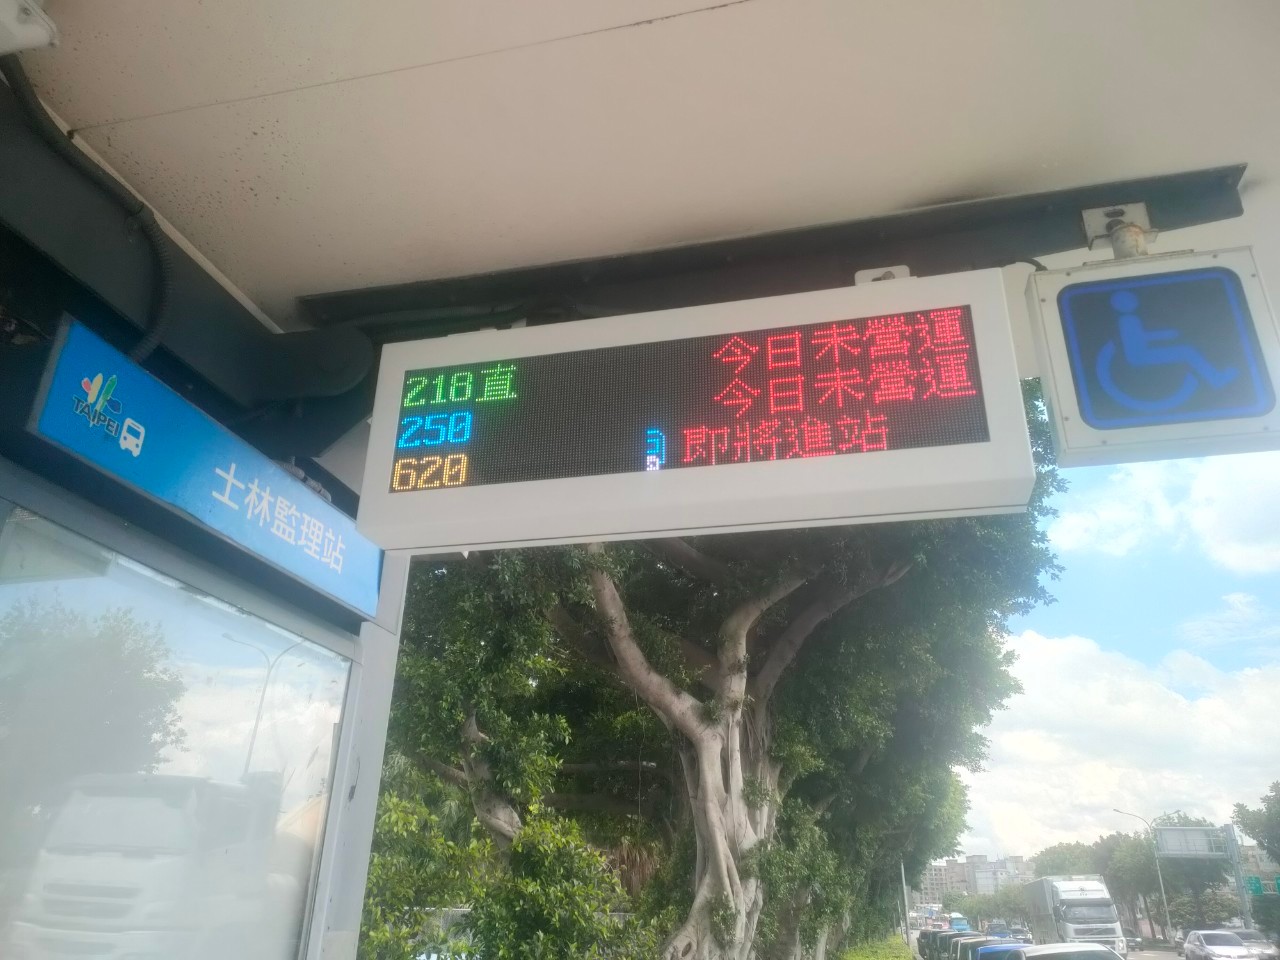 TAIPEI
士林監理站
218直 今日未營運
250 今日未營運
620 即將進站